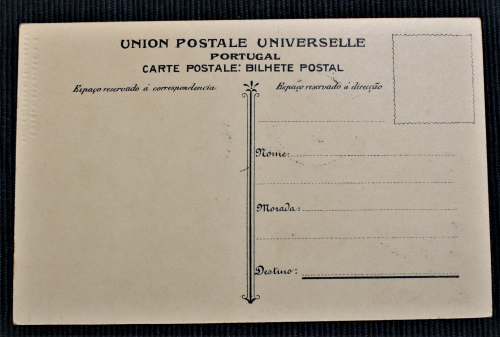 UNION POSTALE UNIVERSELLE
PORTUGAL
CARTE POSTALE: BILHETE POSTAL
Espaço reservado á correspondencia
Espaço reservado á direcção
Nome:
Morada:
Destino: